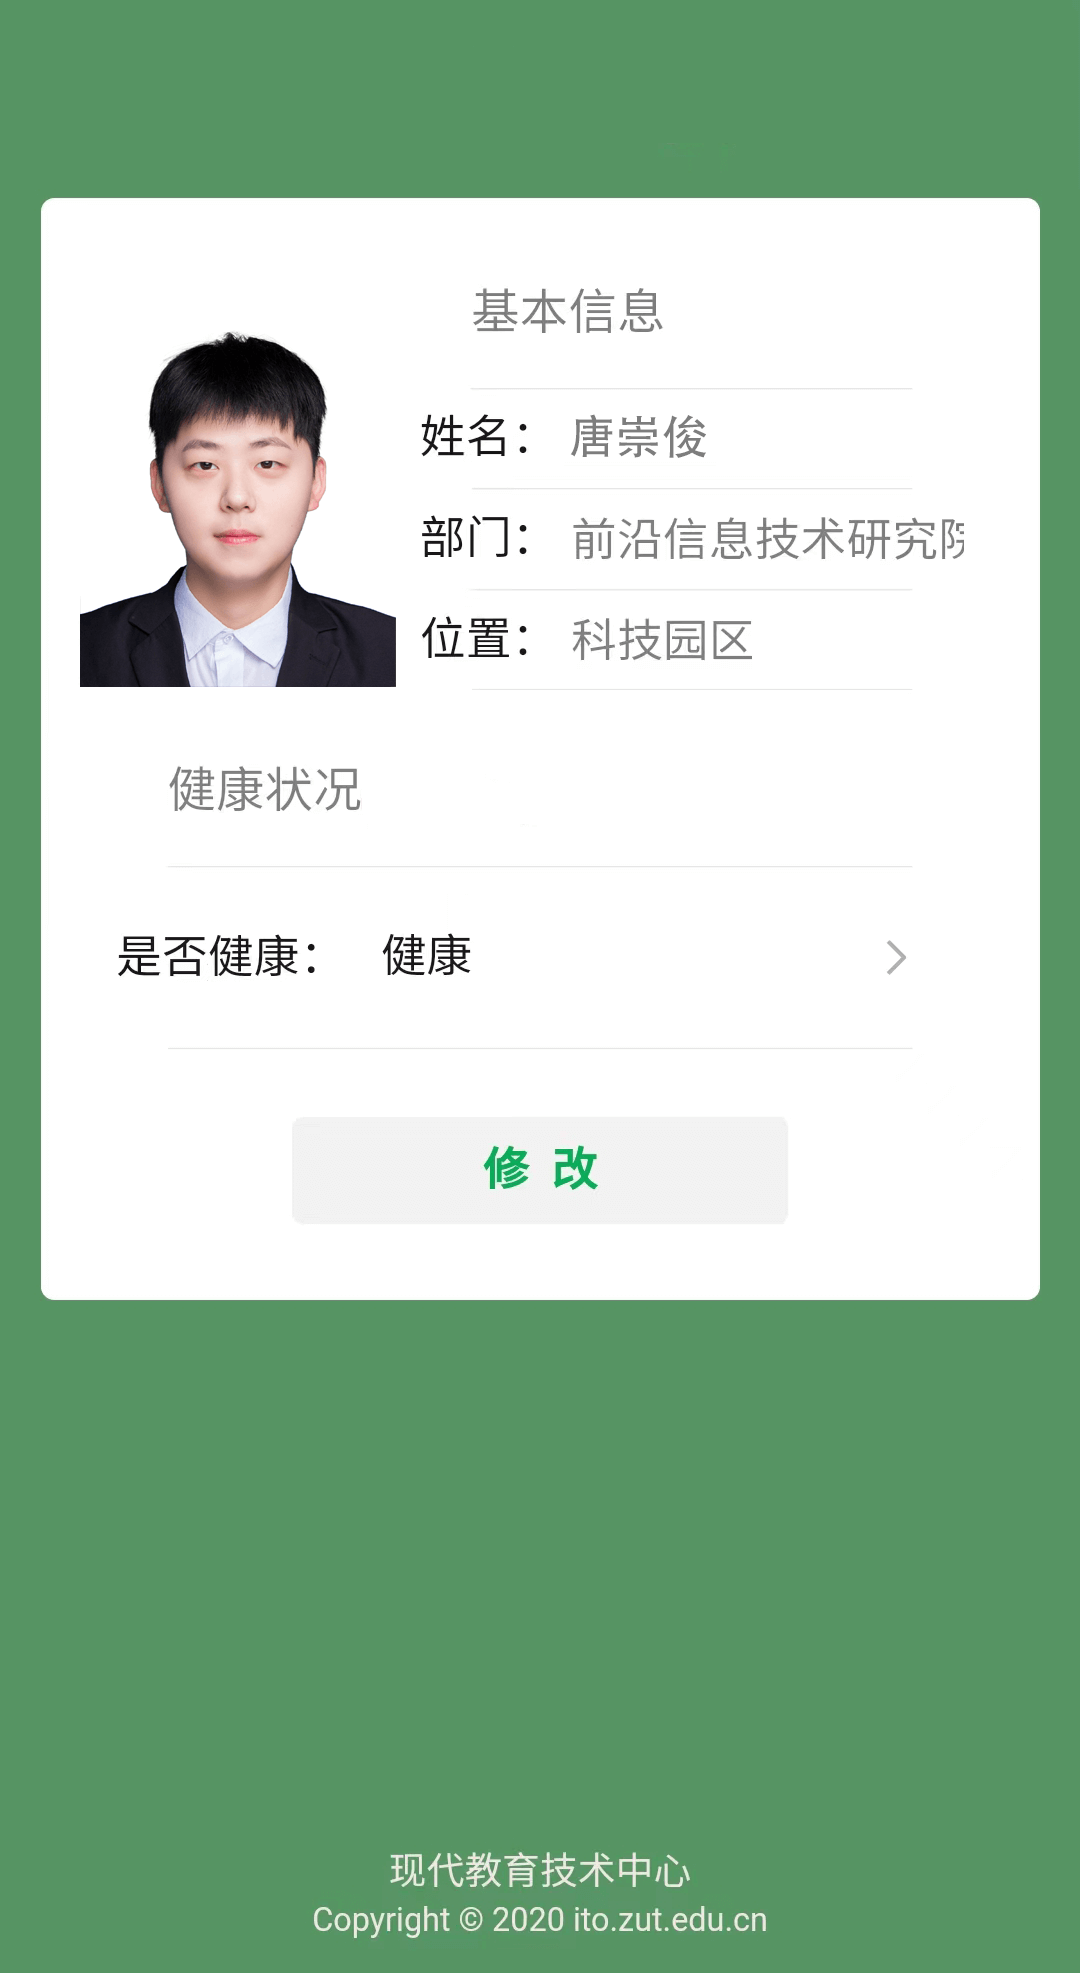 基本信息
姓名： 唐崇俊
部门： 前沿信息技术研究院
位置： 科技园区
健康状况
是否健康： 健康
修 改
现代教育技术中心
Copyright © 2020 ito.zut.edu.cn